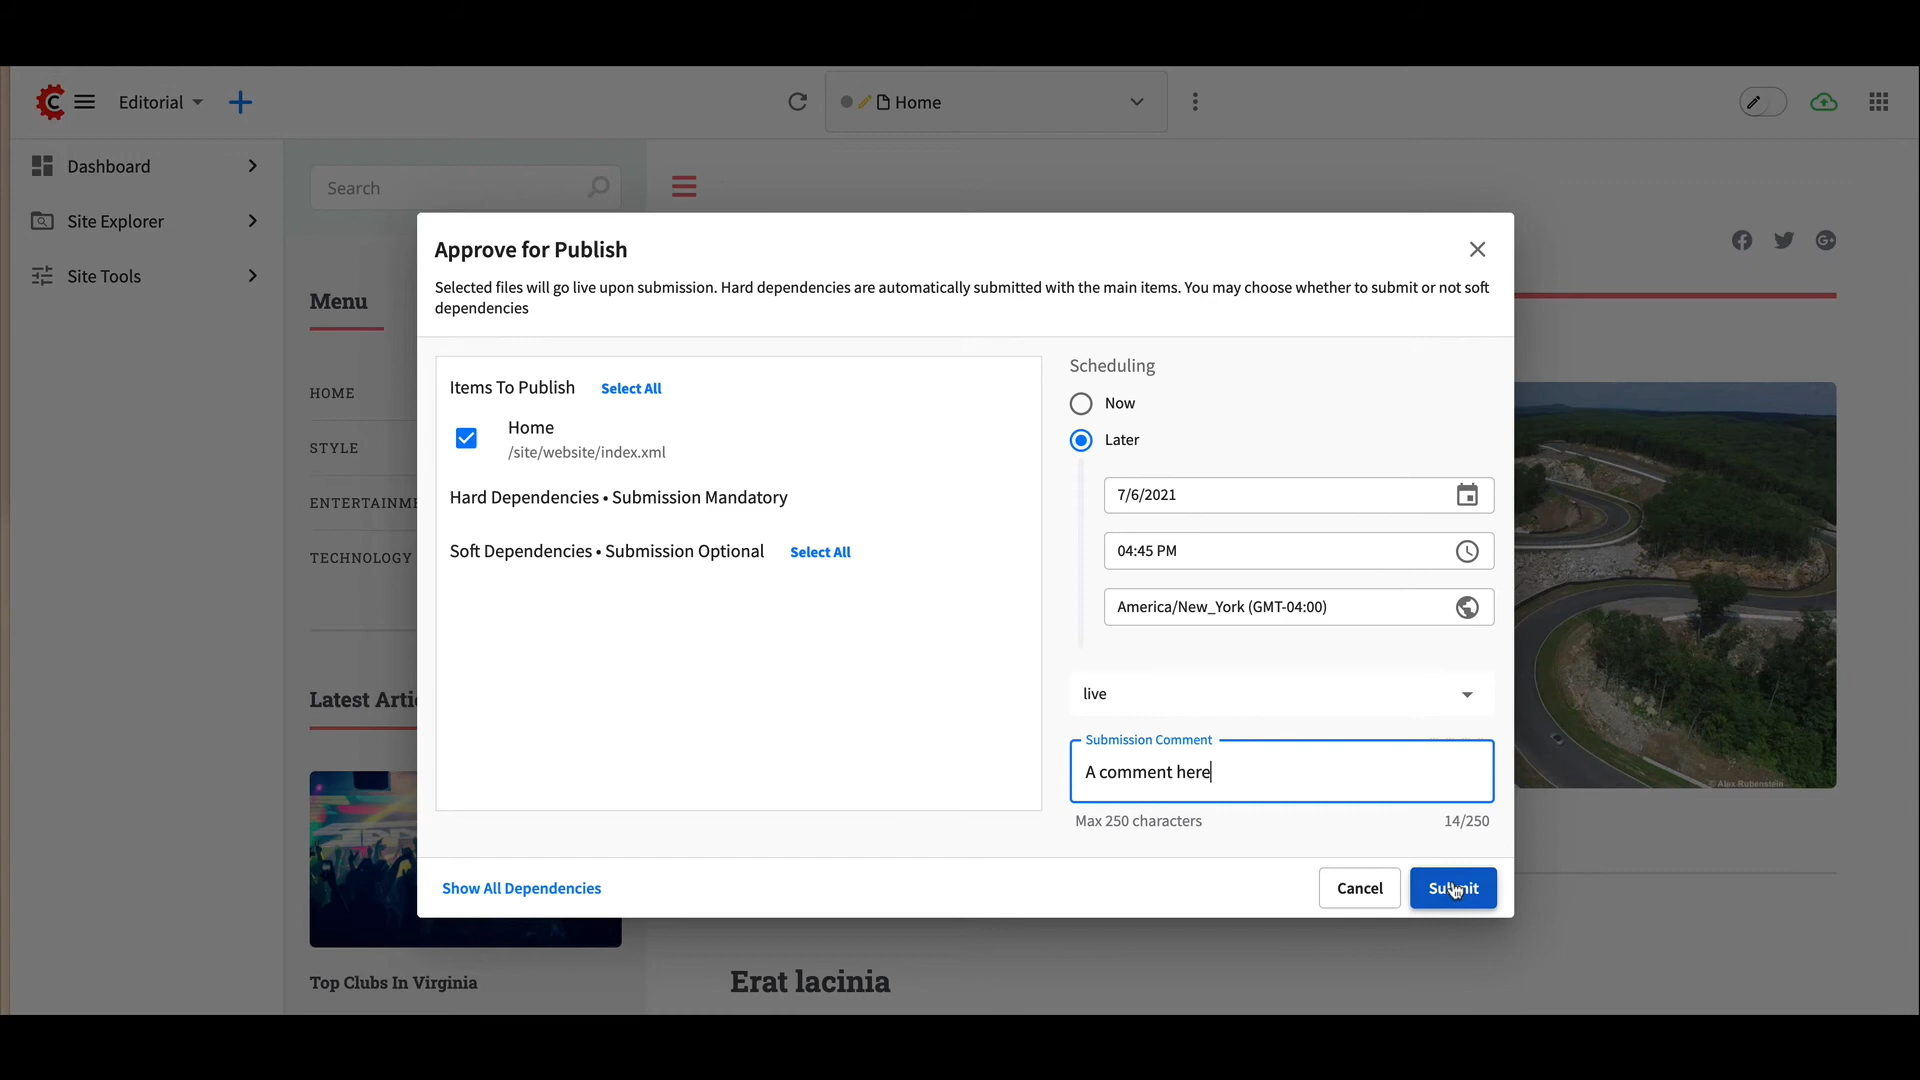 Editorial
Home
Dashboard
Site Explorer
Site Tools
Search
Menu
HOME
STYLE
ENTERTAINME
TECHNOLOGY
Latest Arti
Top Clubs In Virginia
Approve for Publish
Selected files will go live upon submission. Hard dependencies are automatically submitted with the main items. You may choose whether to submit or not soft
dependencies
Items To Publish Select All
Home
/site/website/index.xml
Hard Dependencies • Submission Mandatory
Soft Dependencies • Submission Optional Select All
Scheduling
Now
Later
7/6/2021
04:45 PM
America/New_York (GMT-04:00)
live
Submission Comment
A comment here
Max 250 characters 14/250
Show All Dependencies
Cancel
Submit
© Alex Rubenstein
Erat lacinia